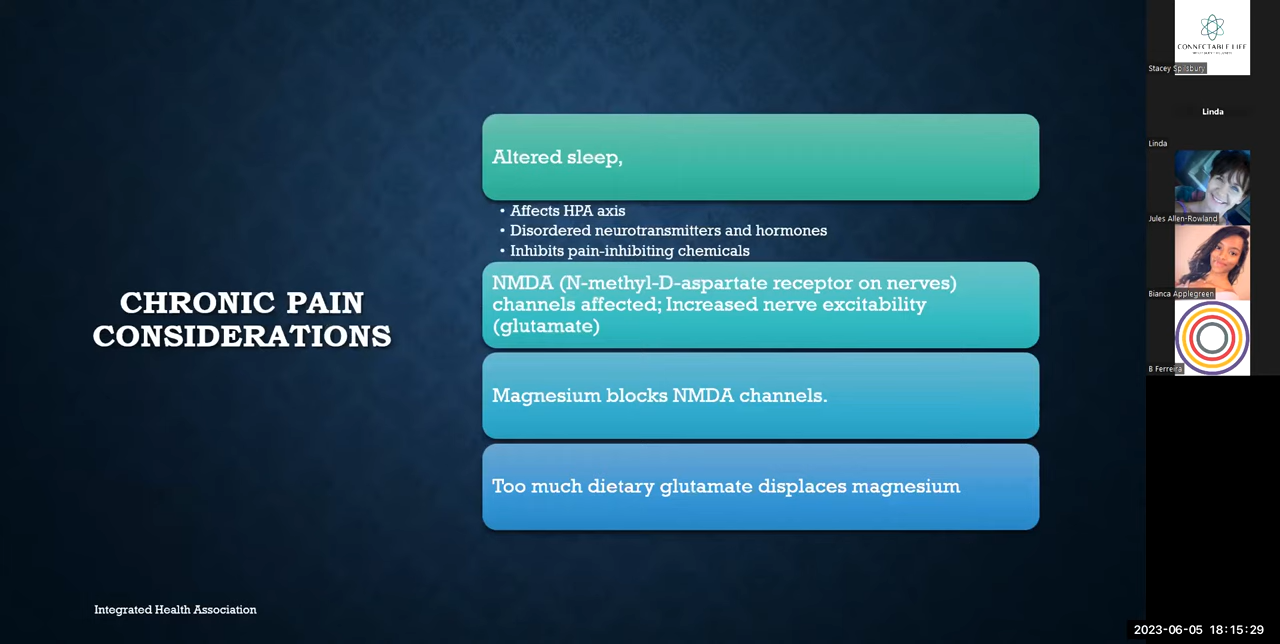 CHRONIC PAIN
CONSIDERATIONS
Altered sleep,
• Affects HPA axis
• Disordered neurotransmitters and hormones
• Inhibits pain-inhibiting chemicals
NMDA (N-methyl-D-aspartate receptor on nerves)
channels affected; Increased nerve excitability
(glutamate)
Magnesium blocks NMDA channels.
Too much dietary glutamate displaces magnesium
Integrated Health Association
CONNECTABLE LIFE
Stacey Spilsbury
Linda
Linda
Jules Allen-Rowland
Bianca Applegreen
B Ferreira
2023-06-05 18:15:29